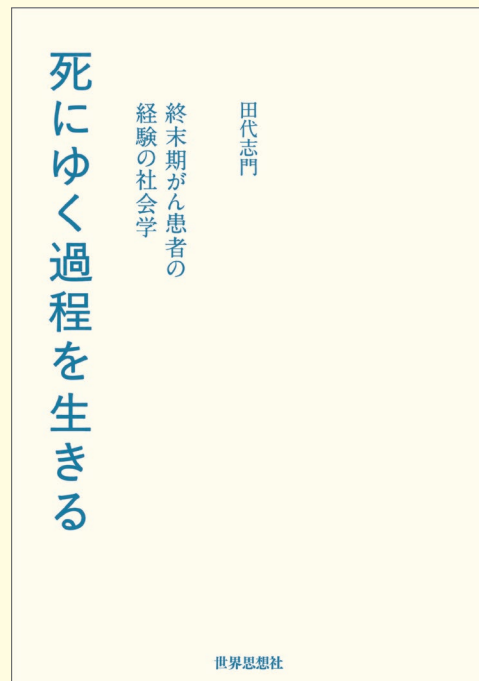 田代志門
終末期がん患者の
経験の社会学
死にゆく過程を生きる
世界思想社